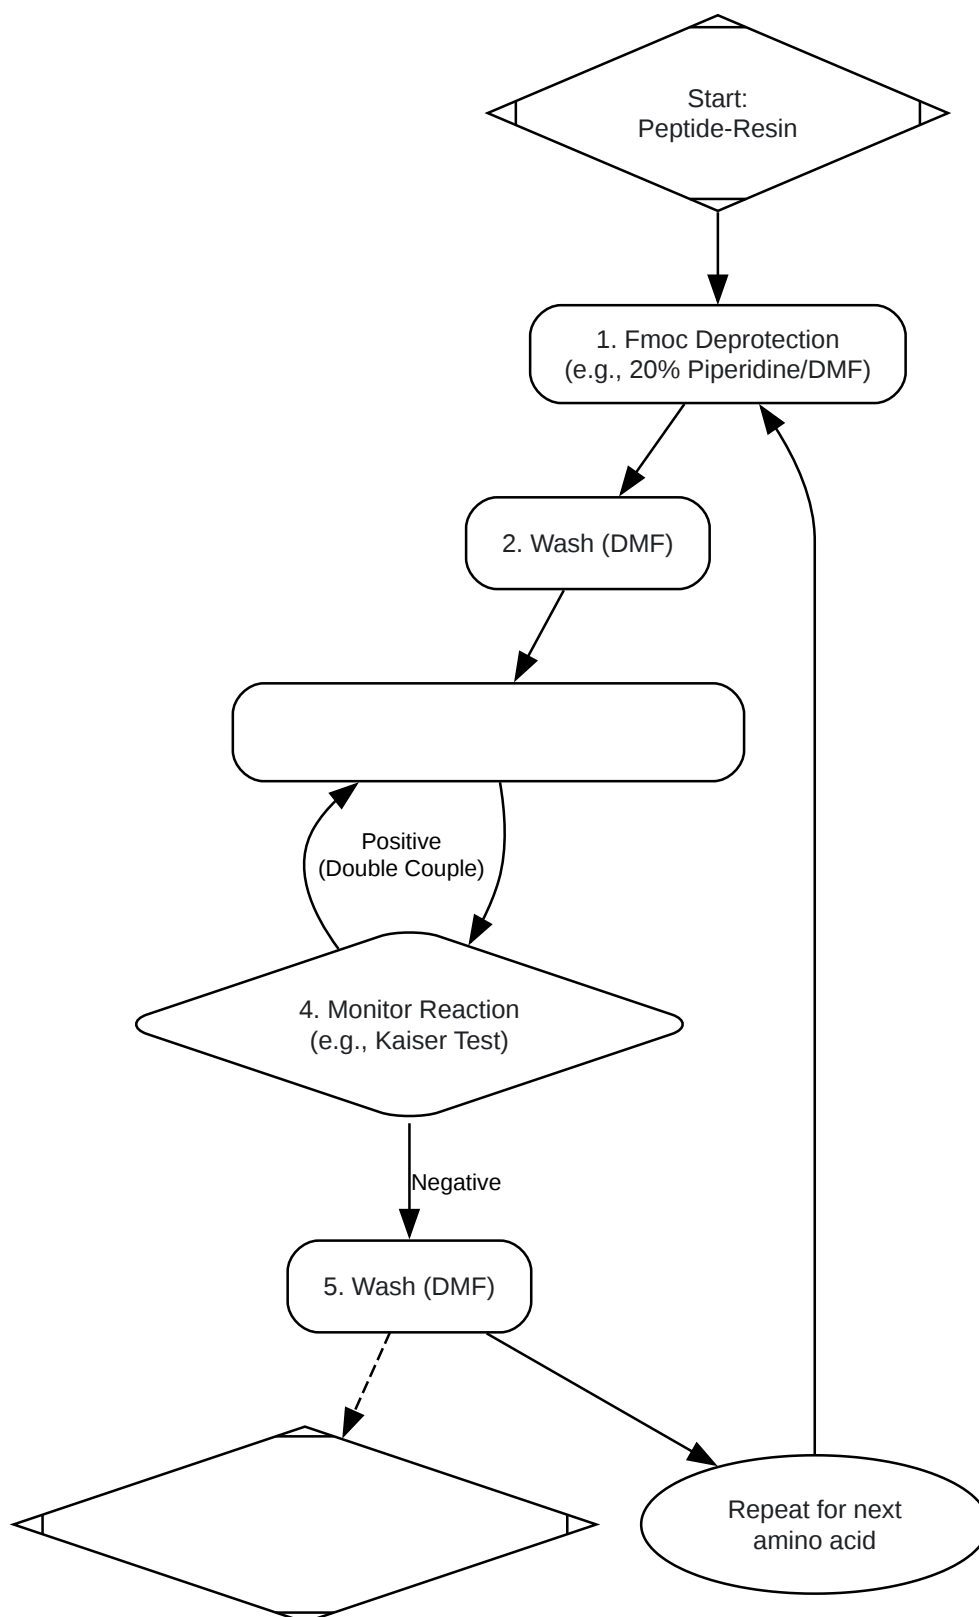 Start:
Peptide-Resin
1. Fmoc Deprotection
(e.g., 20% Piperidine/DMF)
2. Wash (DMF)
Positive
(Double Couple)
4. Monitor Reaction
(e.g., Kaiser Test)
Negative
5. Wash (DMF)
Repeat for next
amino acid